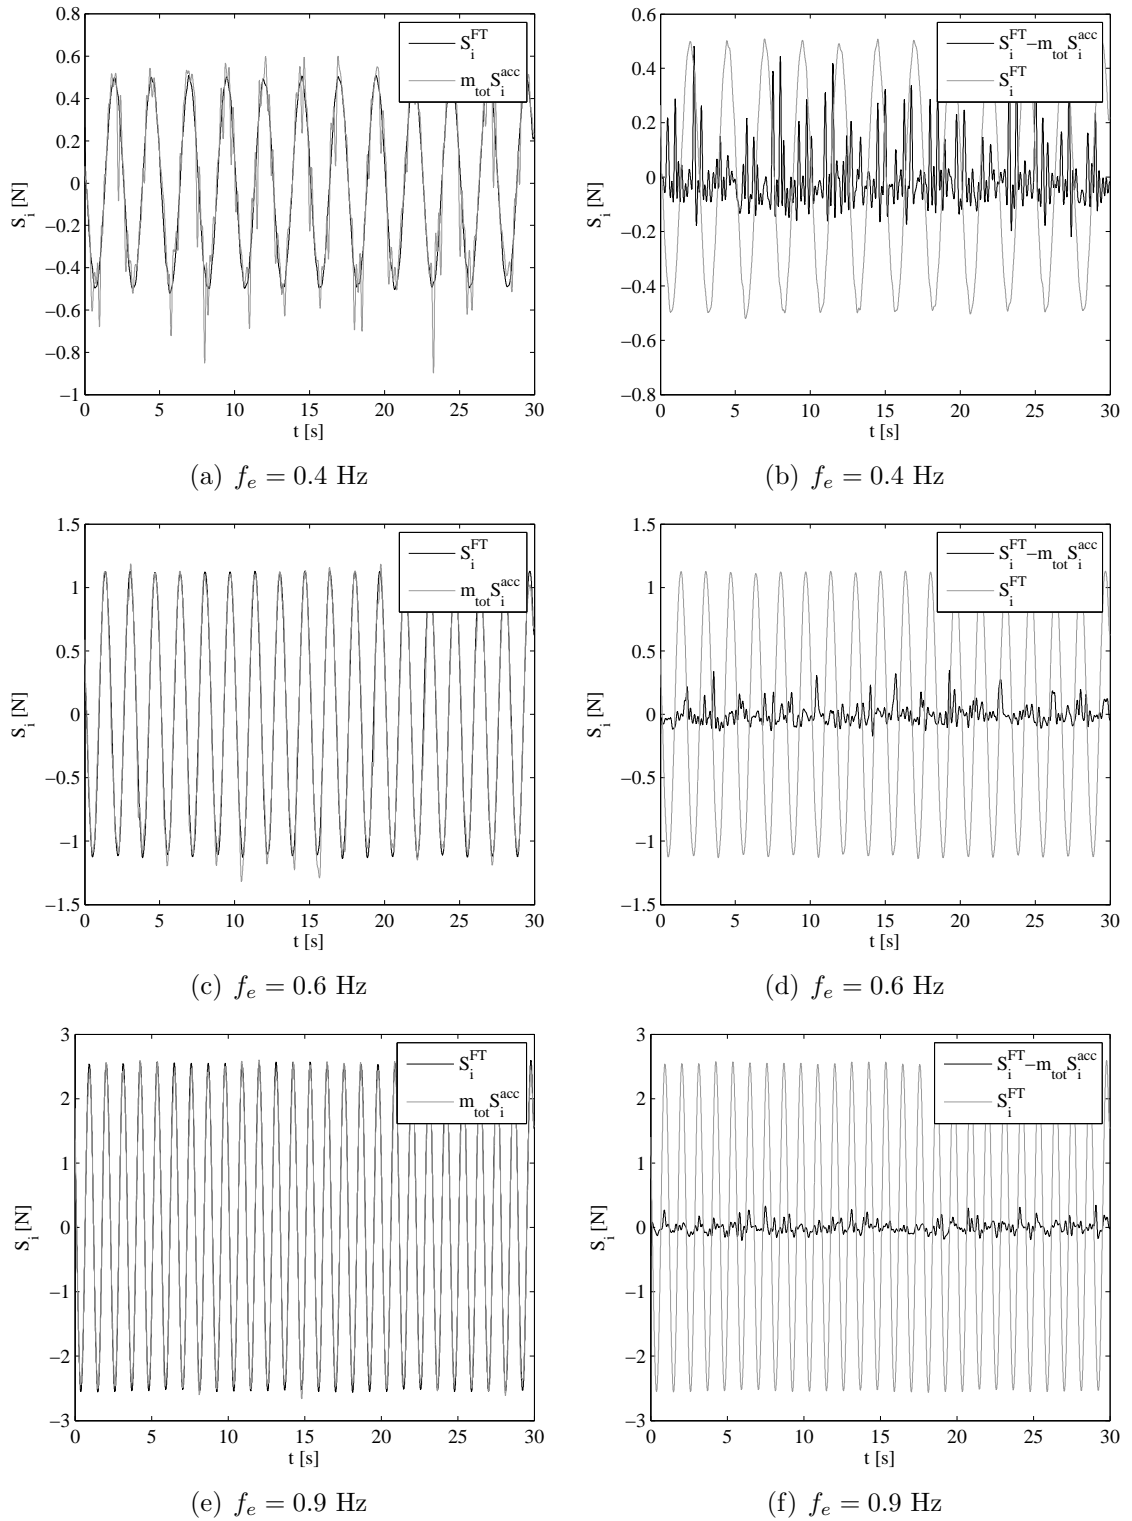 S_i^FT
m_tot S_i^acc
0.8
0.6
0.4
0.2
0
−0.2
−0.4
−0.6
−0.8
−1
S_i [N]
0 5 10 15 20 25 30
t [s]
(a) f_e = 0.4 Hz
S_i^FT−m_tot S_i^acc
S_i^FT
0.6
0.4
0.2
0
−0.2
−0.4
−0.6
−0.8
S_i [N]
0 5 10 15 20 25 30
t [s]
(b) f_e = 0.4 Hz
S_i^FT
m_tot S_i^acc
1.5
1
0.5
0
−0.5
−1
−1.5
S_i [N]
0 5 10 15 20 25 30
t [s]
(c) f_e = 0.6 Hz
S_i^FT−m_tot S_i^acc
S_i^FT
1.5
1
0.5
0
−0.5
−1
−1.5
S_i [N]
0 5 10 15 20 25 30
t [s]
(d) f_e = 0.6 Hz
S_i^FT
m_tot S_i^acc
3
2
1
0
−1
−2
−3
S_i [N]
0 5 10 15 20 25 30
t [s]
(e) f_e = 0.9 Hz
S_i^FT−m_tot S_i^acc
S_i^FT
3
2
1
0
−1
−2
−3
S_i [N]
0 5 10 15 20 25 30
t [s]
(f) f_e = 0.9 Hz